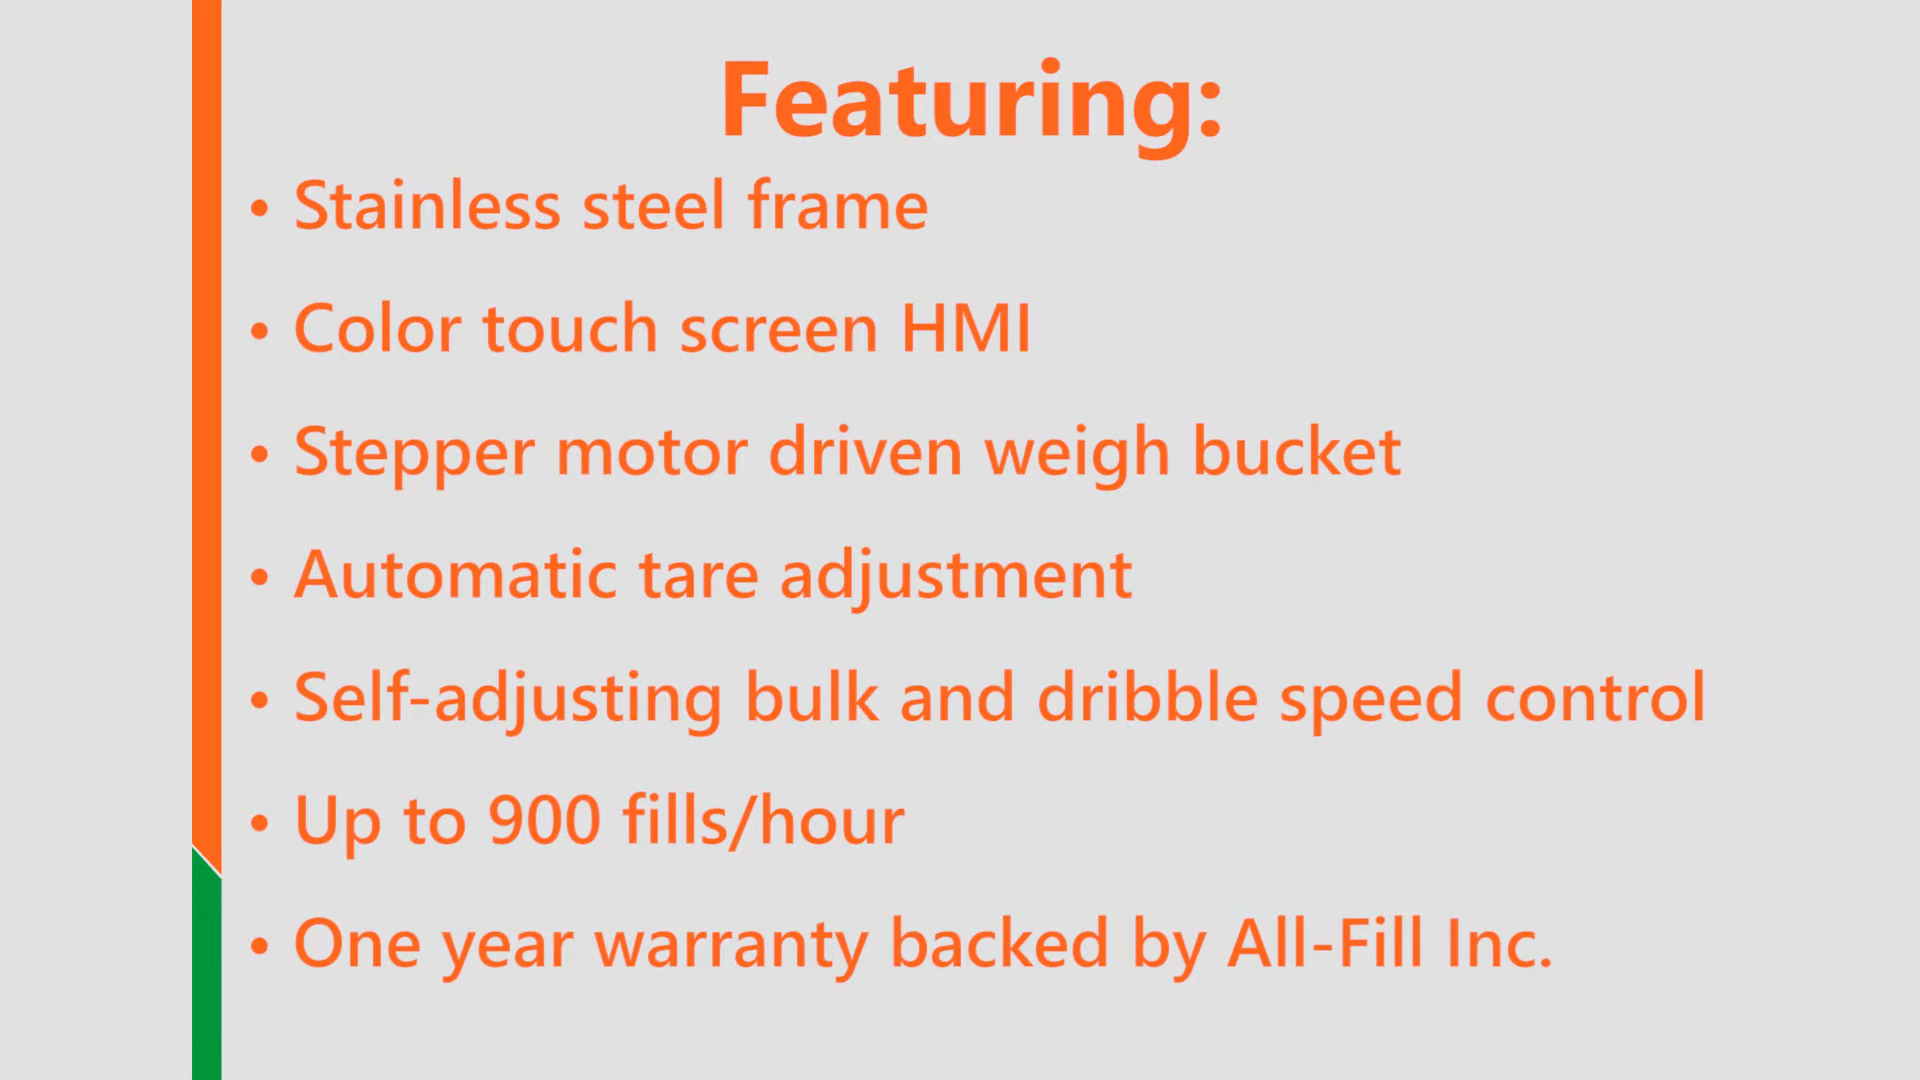 Featuring:
• Stainless steel frame
• Color touch screen HMI
• Stepper motor driven weigh bucket
• Automatic tare adjustment
• Self-adjusting bulk and dribble speed control
• Up to 900 fills/hour
• One year warranty backed by All-Fill Inc.